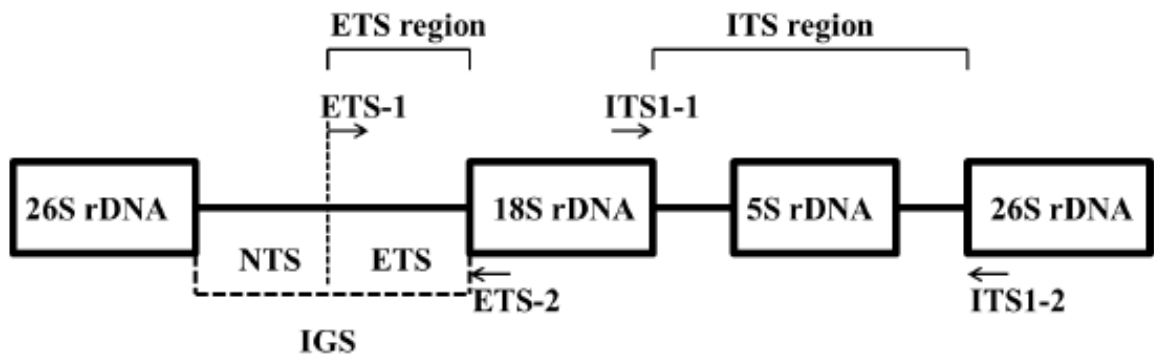 ETS region
ITS region
ETS-1
ITS1-1
26S rDNA
18S rDNA
5S rDNA
26S rDNA
NTS
ETS
ETS-2
ITS1-2
IGS